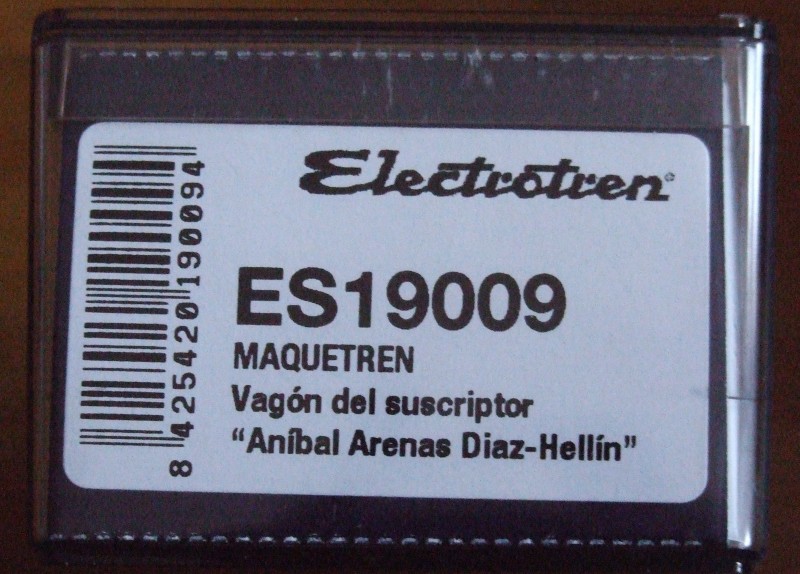 Electrotren®
ES19009
MAQUETREN
Vagón del suscriptor
“Aníbal Arenas Diaz-Hellín”
8 425420 190094